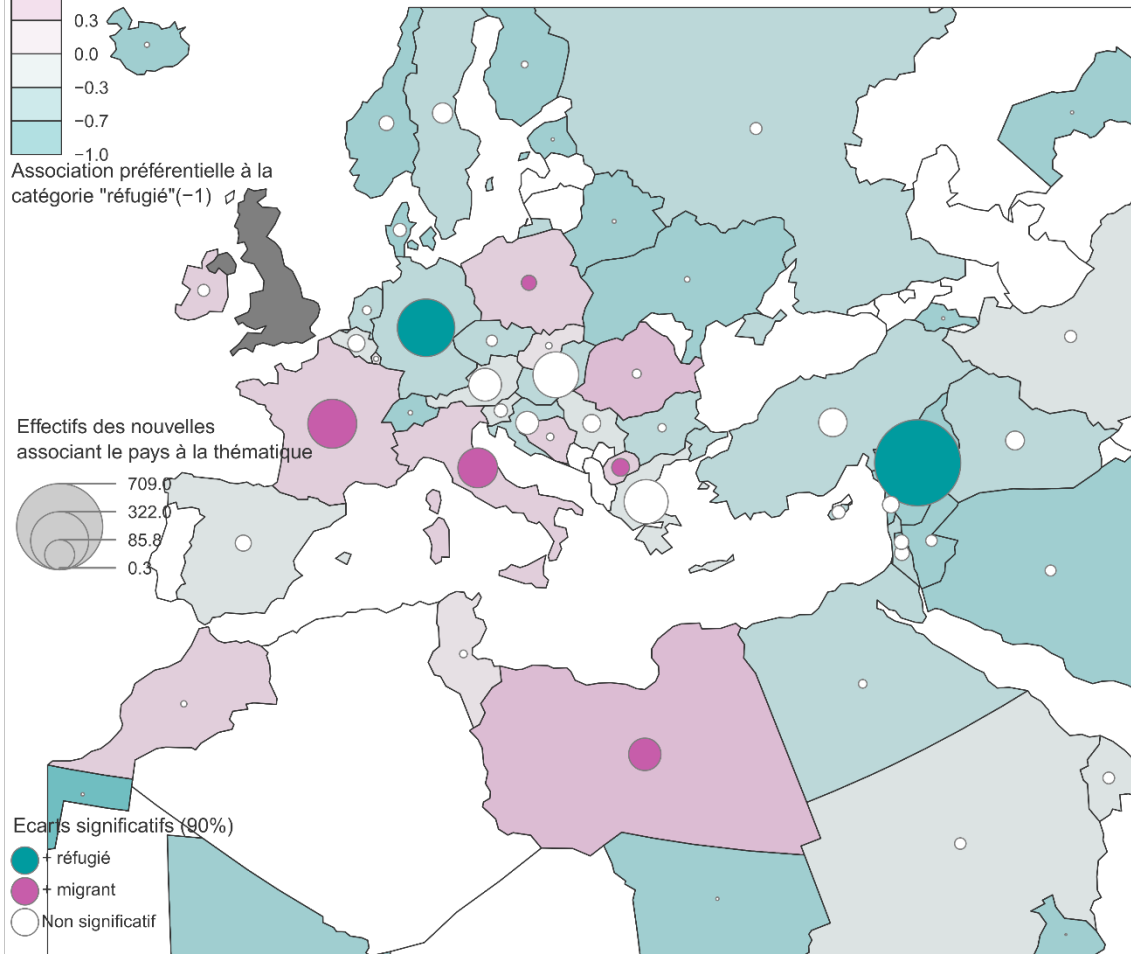 0.3
0.0
−0.3
−0.7
−1.0
Association préférentielle à la
catégorie "réfugié"(−1)
Effectifs des nouvelles
associant le pays à la thématique
709.0
322.0
85.8
0.3
Ecarts significatifs (90%)
+ réfugié
+ migrant
Non significatif